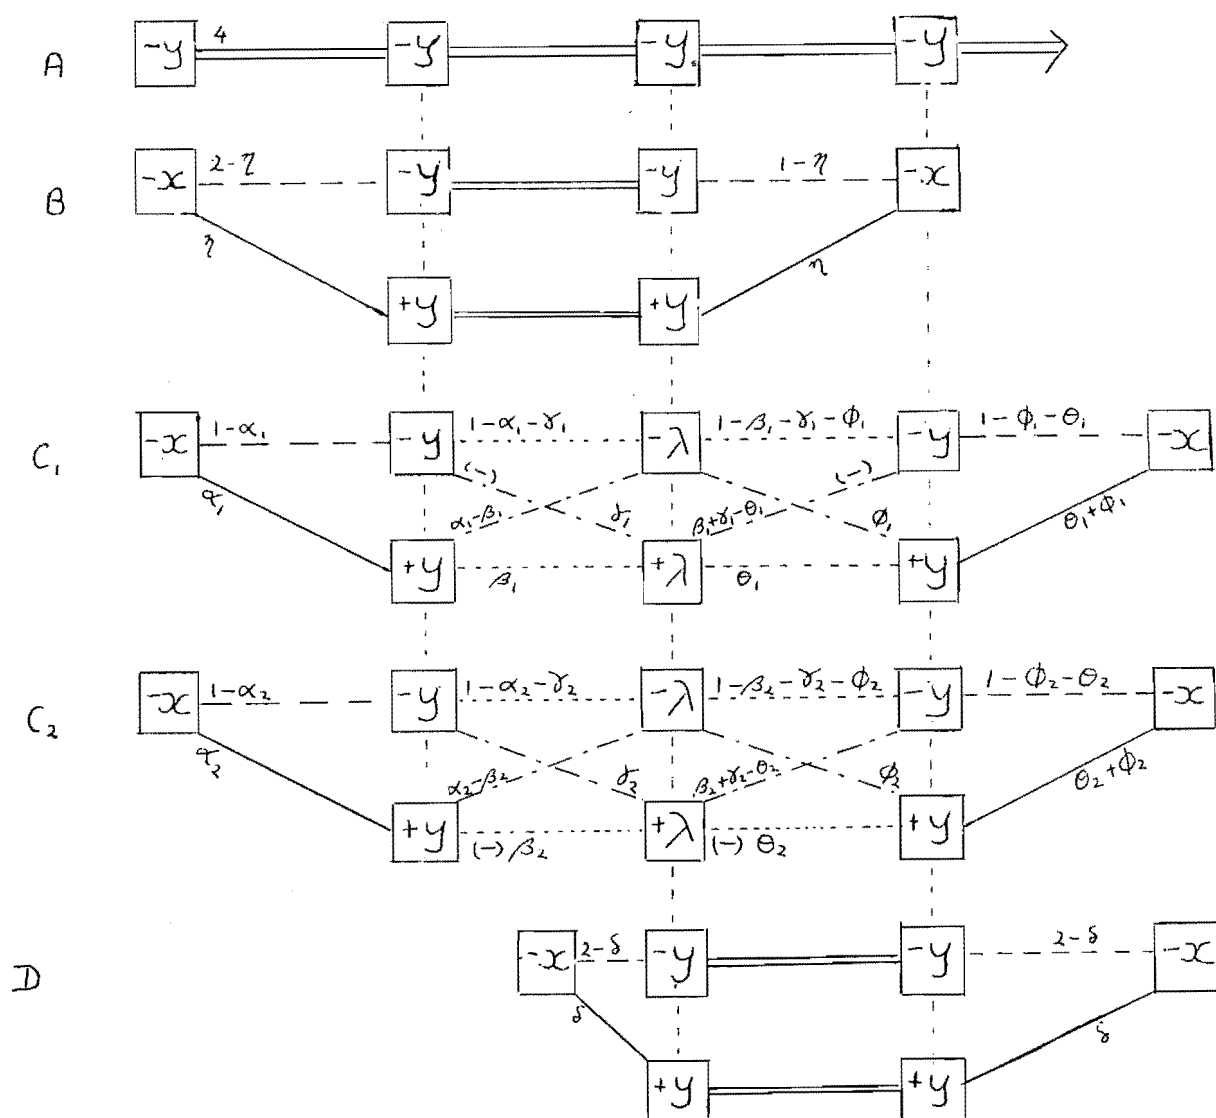 A -y 4 -y -y -y
B -x 2-η -y -y 1-η -x
η +y +y η
C₁ -x 1-α₁ -y 1-α₁-γ₁ -λ 1-β₁-γ₁-ϕ₁ -y 1-ϕ₁-θ₁ -x
(-) (-)
α₁ α₁-β₁ γ₁ β₁+γ₁-θ₁ ϕ₁ θ₁+ϕ₁
+y β₁ +λ θ₁ +y
C₂ -x 1-α₂ -y 1-α₂-γ₂ -λ 1-β₂-γ₂-ϕ₂ -y 1-ϕ₂-θ₂ -x
α₂ α₂-β₂ γ₂ β₂+γ₂-θ₂ ϕ₂ θ₂+ϕ₂
+y (-) β₂ +λ (-) θ₂ +y
D -x 2-δ -y -y 2-δ -x
δ δ
+y +y